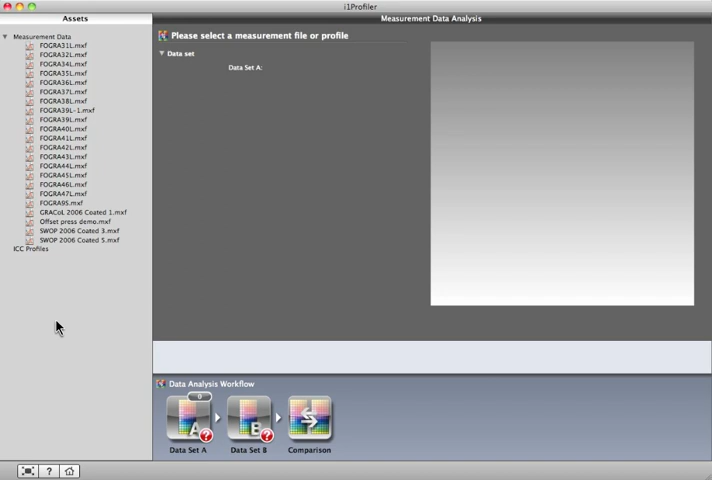 i1Profiler
Assets
Measurement Data Analysis
Measurement Data
FOGRA31L.mxf
FOGRA32L.mxf
FOGRA34L.mxf
FOGRA35L.mxf
FOGRA36L.mxf
FOGRA37L.mxf
FOGRA38L.mxf
FOGRA39L-1.mxf
FOGRA39L.mxf
FOGRA40L.mxf
FOGRA41L.mxf
FOGRA42L.mxf
FOGRA43L.mxf
FOGRA44L.mxf
FOGRA45L.mxf
FOGRA46L.mxf
FOGRA47L.mxf
FOGRA95.mxf
GRACoL 2006 Coated 1.mxf
Offset press demo.mxf
SWOP 2006 Coated 3.mxf
SWOP 2006 Coated 5.mxf
ICC Profiles
Please select a measurement file or profile
Data set
Data Set A:
Data Analysis Workflow
0
A ?
B ?
Data Set A
Data Set B
Comparison
?